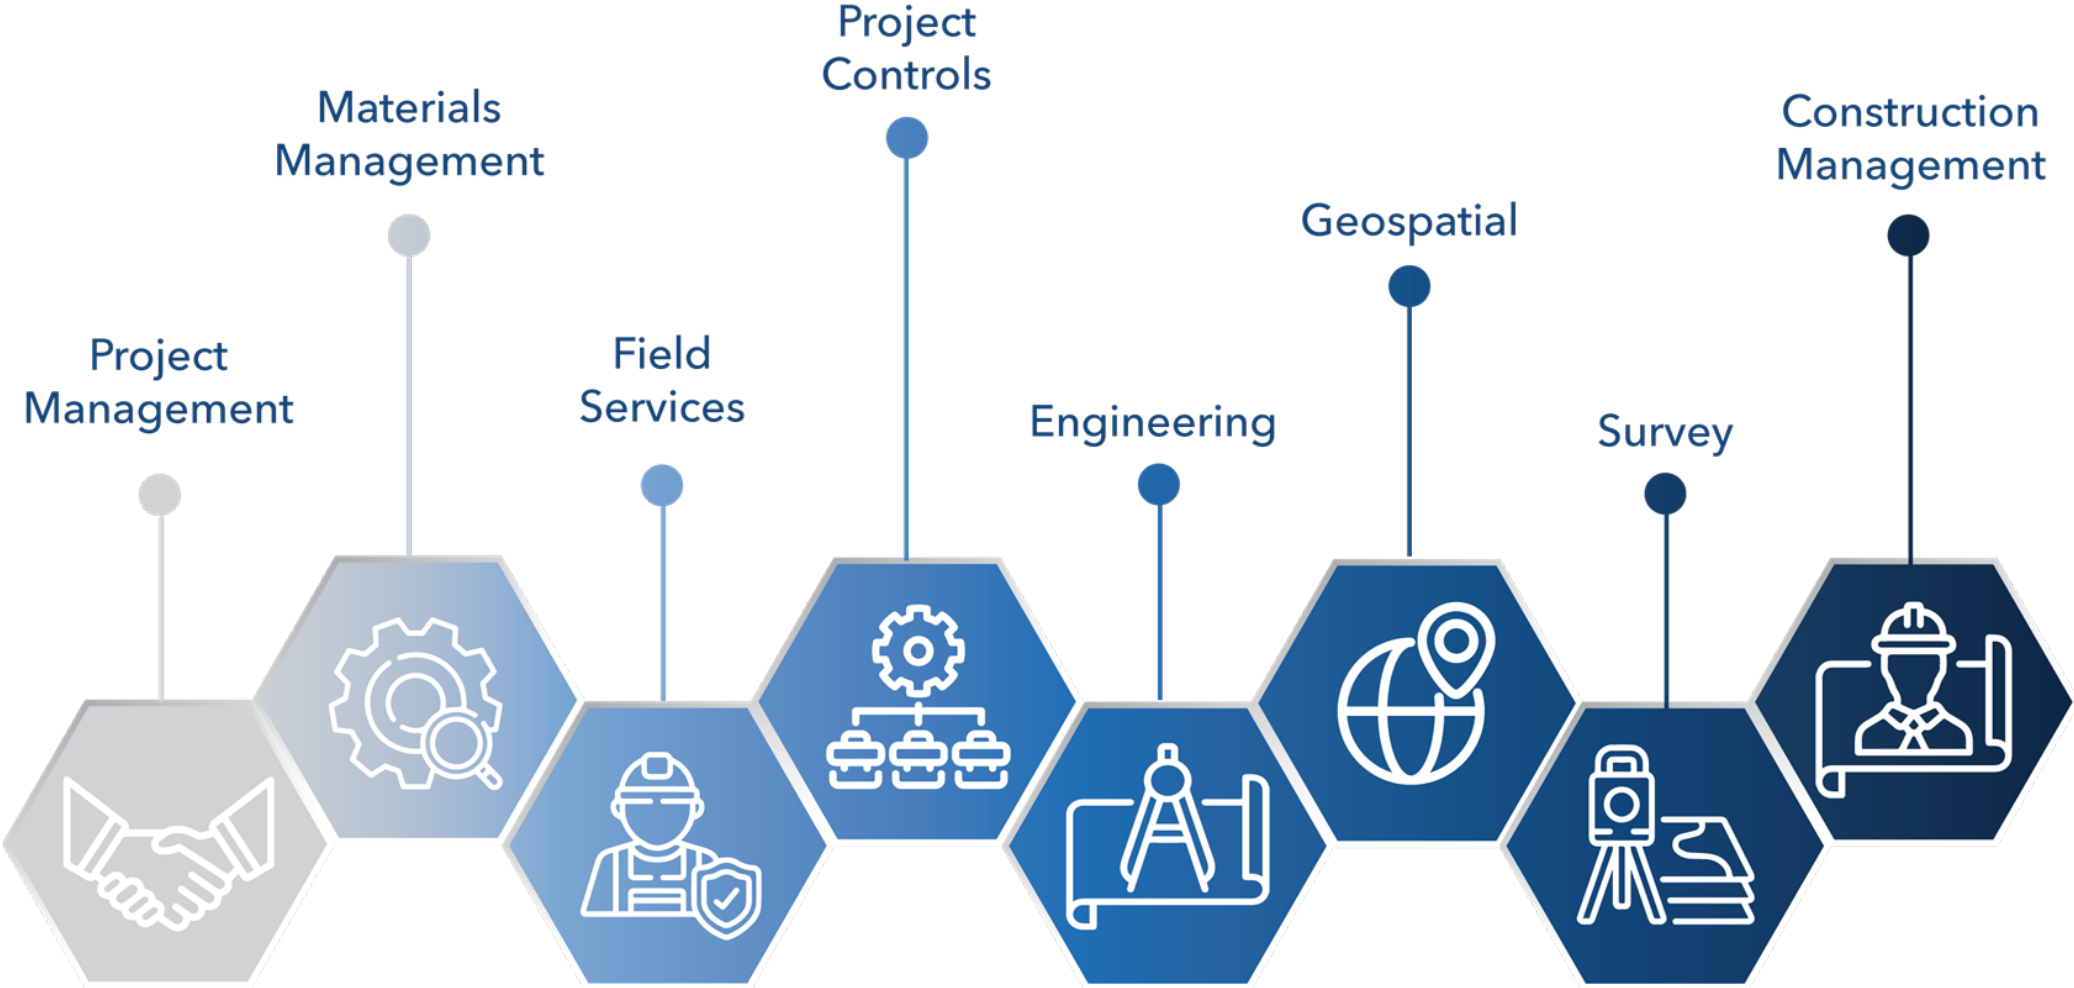 Project
Management
Materials
Management
Field
Services
Project
Controls
Engineering
Geospatial
Survey
Construction
Management